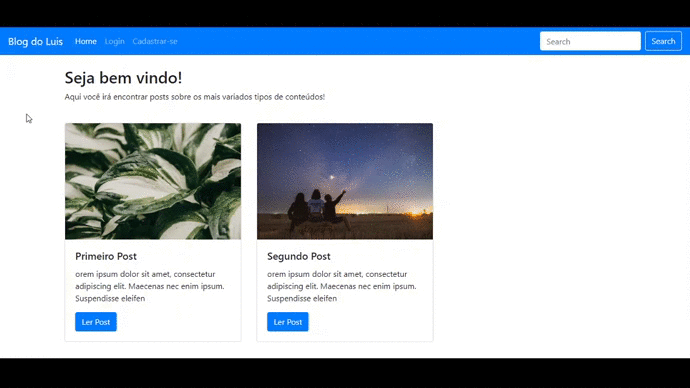 Blog do Luis Home Login Cadastrar-se Search Search
Seja bem vindo!
Aqui você irá encontrar posts sobre os mais variados tipos de conteúdos!
Primeiro Post
orem ipsum dolor sit amet, consectetur
adipiscing elit. Maecenas nec enim ipsum.
Suspendisse eleifen
Ler Post
Segundo Post
orem ipsum dolor sit amet, consectetur
adipiscing elit. Maecenas nec enim ipsum.
Suspendisse eleifen
Ler Post